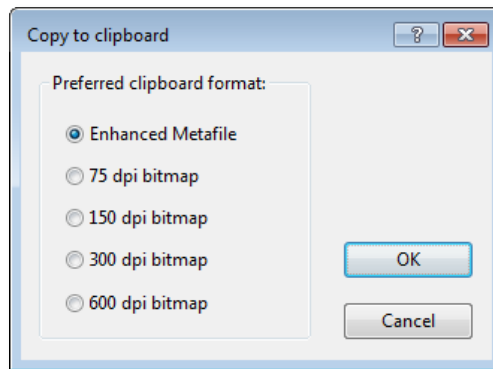 Copy to clipboard
?
Preferred clipboard format:
Enhanced Metafile
75 dpi bitmap
150 dpi bitmap
300 dpi bitmap
600 dpi bitmap
OK
Cancel